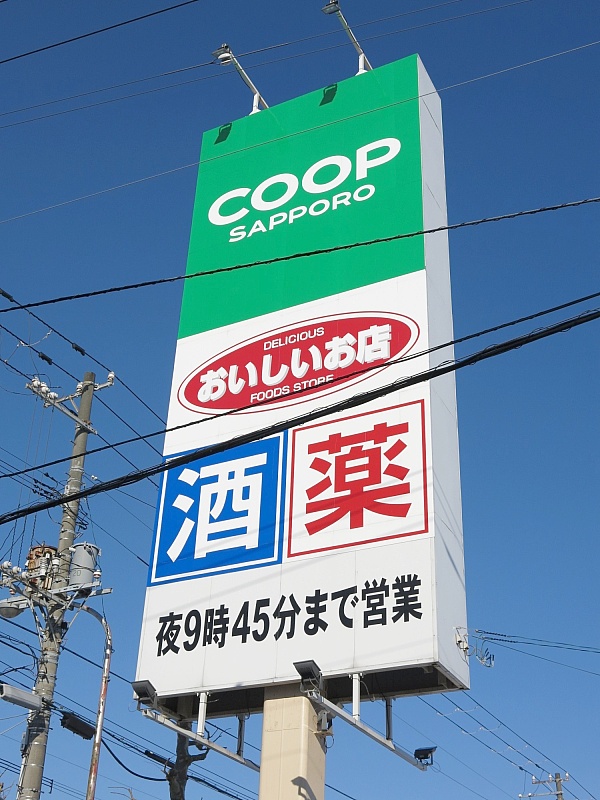 COOP
SAPPORO
DELICIOUS
おいしいお店
FOODS STORE
酒 薬
夜9時45分まで営業